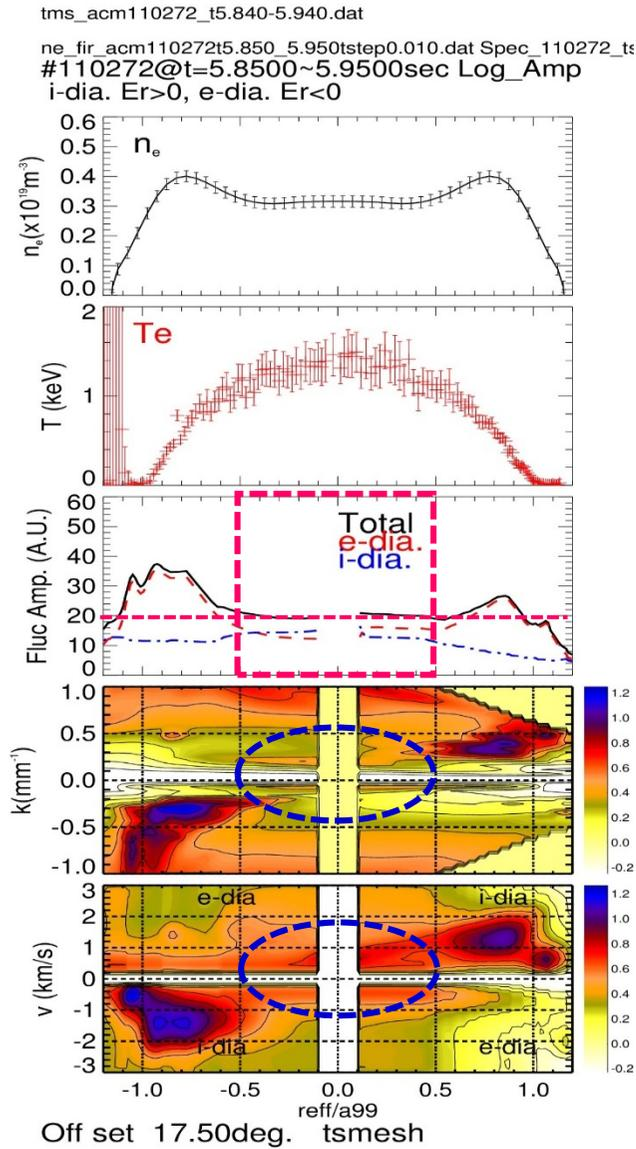 tms_acm110272_t5.840-5.940.dat
ne_fir_acm110272t5.850_5.950tstep0.010.dat Spec_110272_ts
#110272@t=5.8500~5.9500sec Log_Amp
i-dia. Er>0, e-dia. Er<0
0.6
0.5
0.4
0.3
0.2
0.1
0.0
ne(x10^19m^-3)
ne
2
1
0
T (keV)
Te
60
50
40
30
20
10
0
Fluc Amp. (A.U.)
Total
e-dia.
i-dia.
1.0
0.5
0.0
-0.5
-1.0
k(mm^-1)
1.2
1.0
0.8
0.6
0.4
0.2
0.0
-0.2
3
2
1
0
-1
-2
-3
v (km/s)
e-dia
i-dia
i-dia
e-dia
1.2
1.0
0.8
0.6
0.4
0.2
0.0
-0.2
-1.0 -0.5 0.0 0.5 1.0
reff/a99
Off set 17.50deg. tsmesh